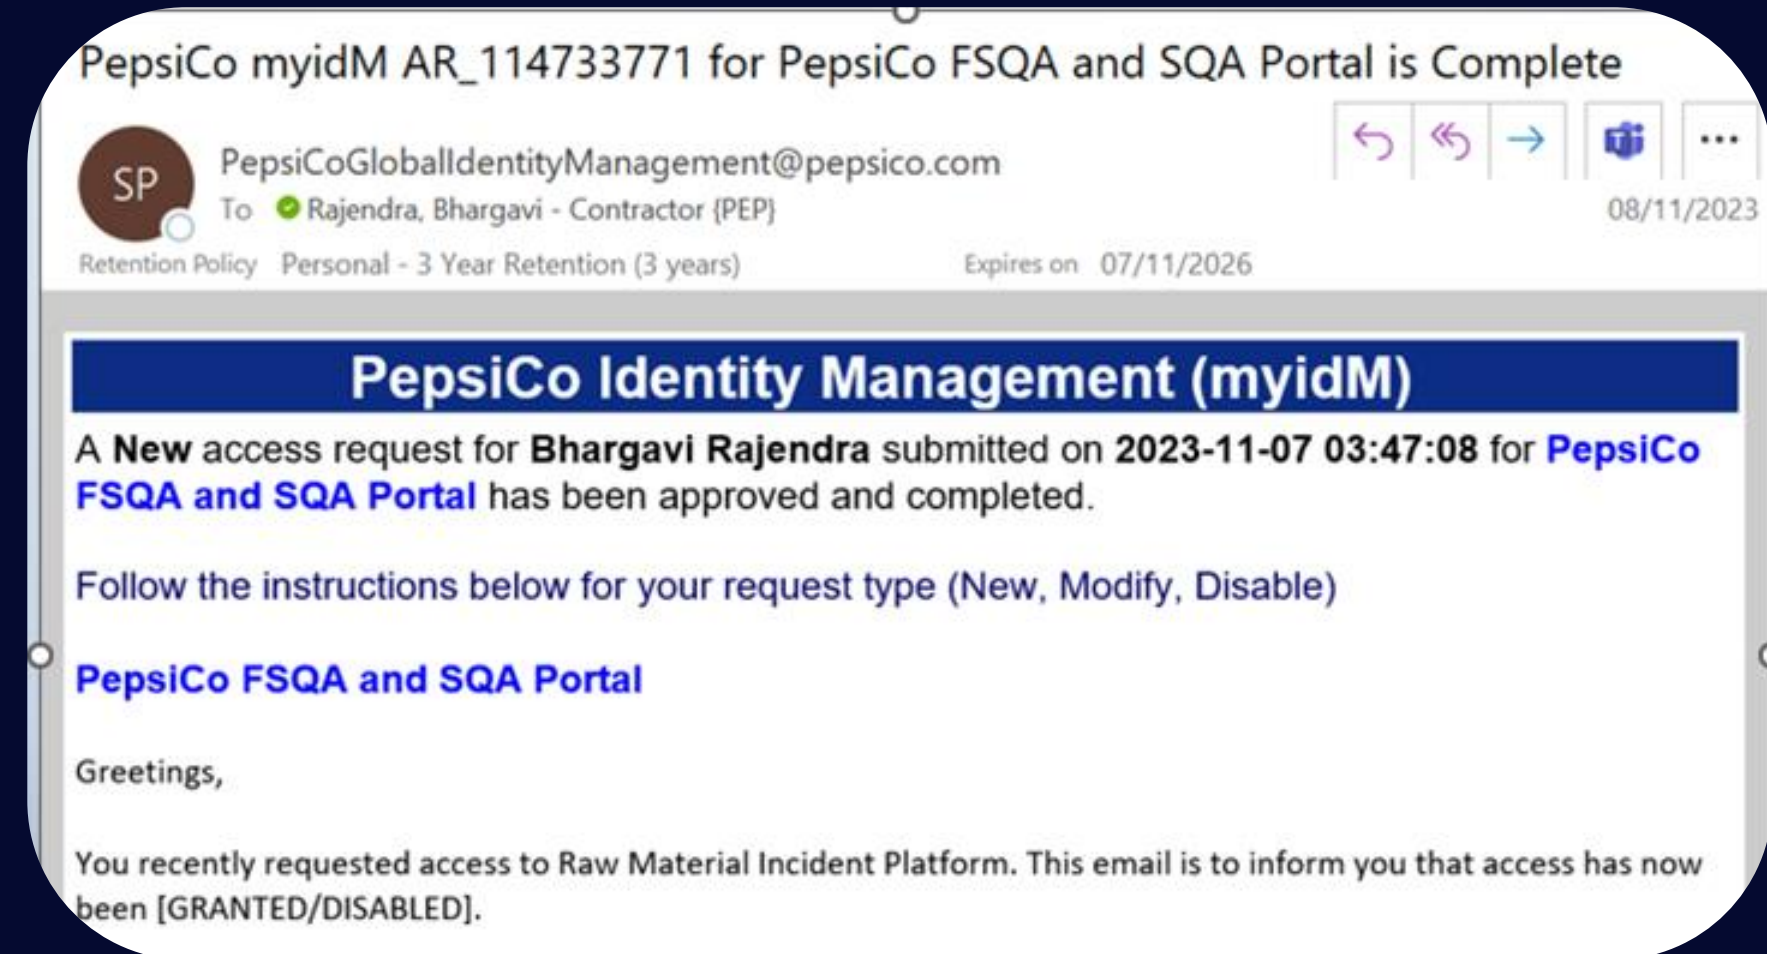 PepsiCo myidM AR_114733771 for PepsiCo FSQA and SQA Portal is Complete
SP
PepsiCoGlobalIdentityManagement@pepsico.com
To Rajendra, Bhargavi - Contractor {PEP}
08/11/2023
Retention Policy Personal - 3 Year Retention (3 years) Expires on 07/11/2026
PepsiCo Identity Management (myidM)
A New access request for Bhargavi Rajendra submitted on 2023-11-07 03:47:08 for PepsiCo
FSQA and SQA Portal has been approved and completed.
Follow the instructions below for your request type (New, Modify, Disable)
PepsiCo FSQA and SQA Portal
Greetings,
You recently requested access to Raw Material Incident Platform. This email is to inform you that access has now
been [GRANTED/DISABLED].